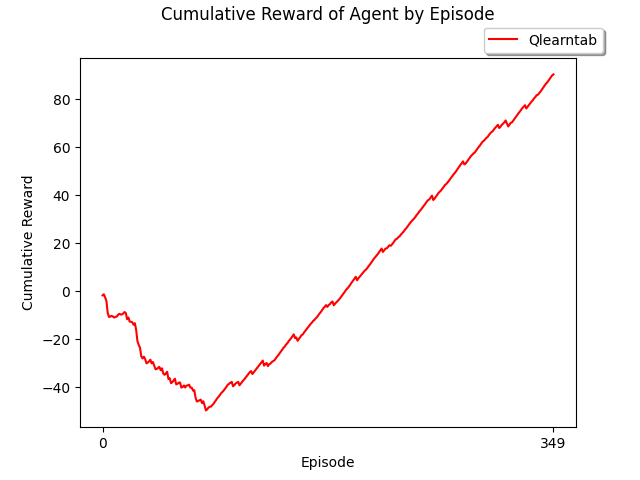 Cumulative Reward of Agent by Episode
Qlearntab
Cumulative Reward
80
60
40
20
0
−20
−40
0
349
Episode